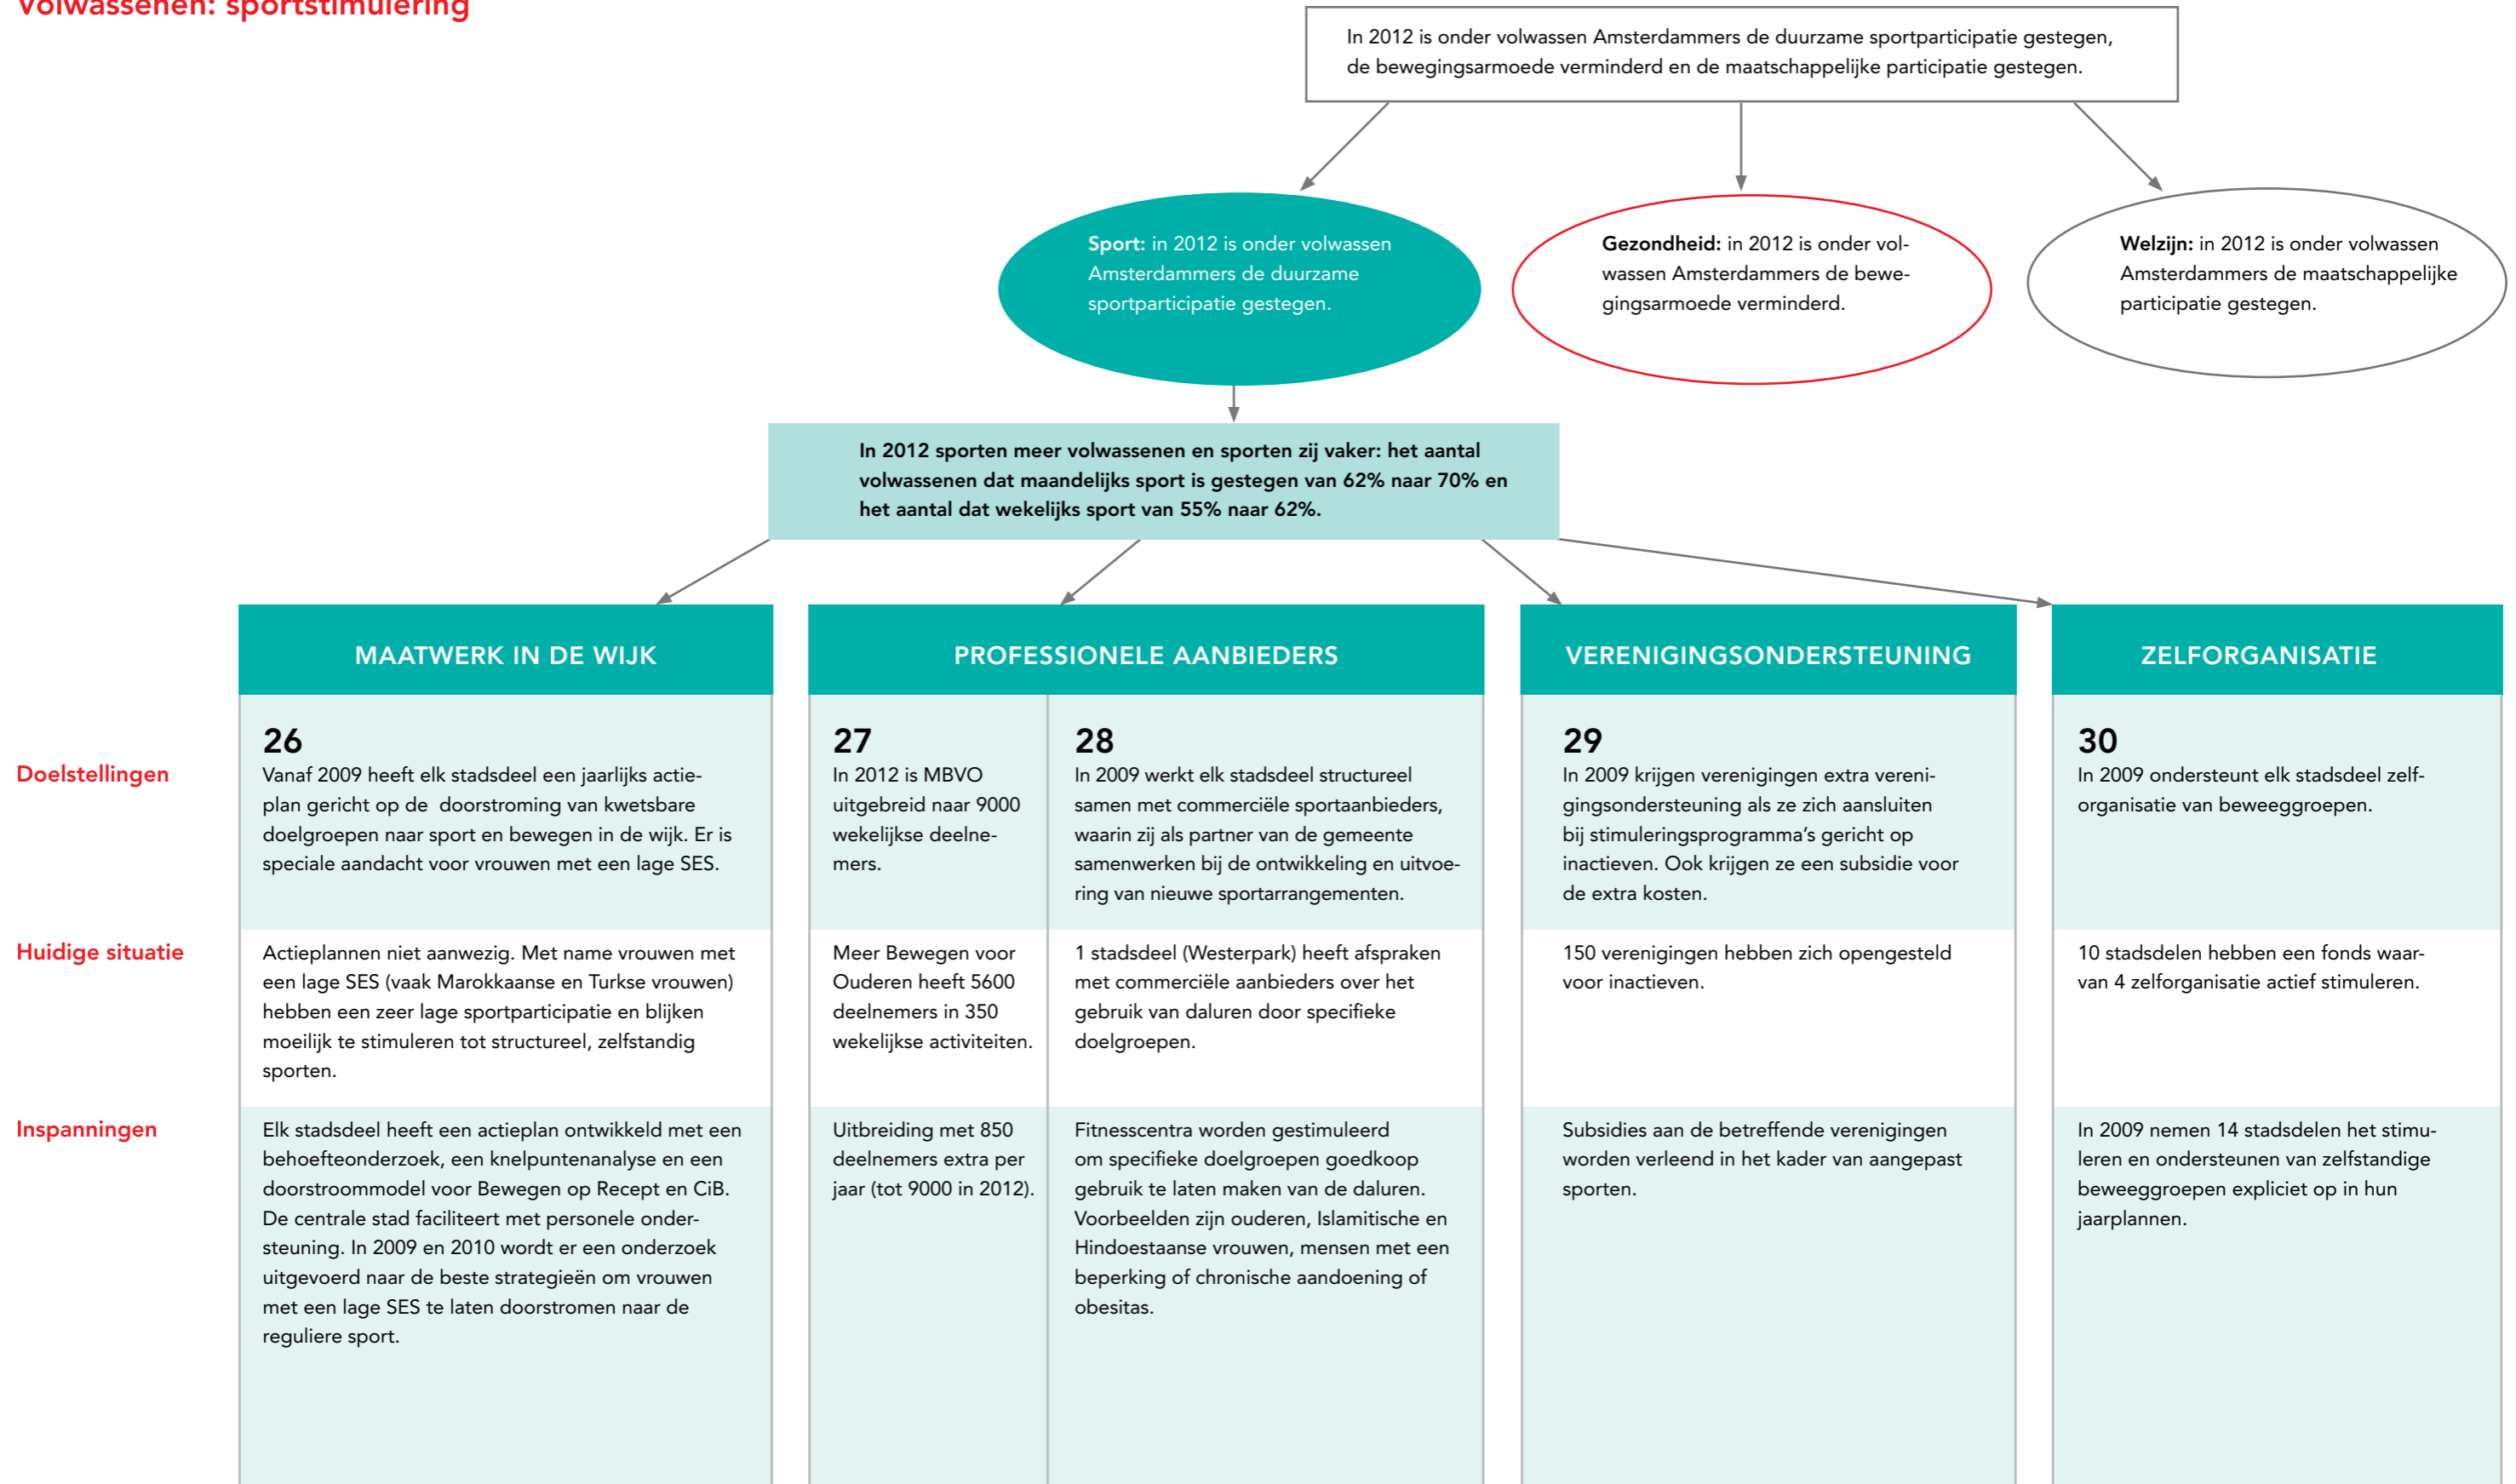 Volwassenen: sportstimulering
In 2012 is onder volwassen Amsterdammers de duurzame sportparticipatie gestegen,
de bewegingsarmoede verminderd en de maatschappelijke participatie gestegen.
Sport: in 2012 is onder volwassen
Amsterdammers de duurzame
sportparticipatie gestegen.
Gezondheid: in 2012 is onder vol-
wassen Amsterdammers de bewe-
gingsarmoede verminderd.
Welzijn: in 2012 is onder volwassen
Amsterdammers de maatschappelijke
participatie gestegen.
In 2012 sporten meer volwassenen en sporten zij vaker: het aantal
volwassenen dat maandelijks sport is gestegen van 62% naar 70% en
het aantal dat wekelijks sport van 55% naar 62%.
MAATWERK IN DE WIJK
PROFESSIONELE AANBIEDERS
VERENIGINGSONDERSTEUNING
ZELFORGANISATIE
Doelstellingen
26
Vanaf 2009 heeft elk stadsdeel een jaarlijks actie-
plan gericht op de doorstroming van kwetsbare
doelgroepen naar sport en bewegen in de wijk. Er is
speciale aandacht voor vrouwen met een lage SES.
27
In 2012 is MBVO
uitgebreid naar 9000
wekelijkse deelne-
mers.
28
In 2009 werkt elk stadsdeel structureel
samen met commerciële sportaanbieders,
waarin zij als partner van de gemeente
samenwerken bij de ontwikkeling en uitvoe-
ring van nieuwe sportarrangementen.
29
In 2009 krijgen verenigingen extra vereni-
gingsondersteuning als ze zich aansluiten
bij stimuleringsprogramma's gericht op
inactieven. Ook krijgen ze een subsidie voor
de extra kosten.
30
In 2009 ondersteunt elk stadsdeel zelf-
organisatie van beweeggroepen.
Huidige situatie
Actieplannen niet aanwezig. Met name vrouwen met
een lage SES (vaak Marokkaanse en Turkse vrouwen)
hebben een zeer lage sportparticipatie en blijken
moeilijk te stimuleren tot structureel, zelfstandig
sporten.
Meer Bewegen voor
Ouderen heeft 5600
deelnemers in 350
wekelijkse activiteiten.
1 stadsdeel (Westerpark) heeft afspraken
met commerciële aanbieders over het
gebruik van daluren door specifieke
doelgroepen.
150 verenigingen hebben zich opengesteld
voor inactieven.
10 stadsdelen hebben een fonds waar-
van 4 zelforganisatie actief stimuleren.
Inspanningen
Elk stadsdeel heeft een actieplan ontwikkeld met een
behoefteonderzoek, een knelpuntenanalyse en een
doorstroommodel voor Bewegen op Recept en CiB.
De centrale stad faciliteert met personele onder-
steuning. In 2009 en 2010 wordt er een onderzoek
uitgevoerd naar de beste strategieën om vrouwen
met een lage SES te laten doorstromen naar de
reguliere sport.
Uitbreiding met 850
deelnemers extra per
jaar (tot 9000 in 2012).
Fitnesscentra worden gestimuleerd
om specifieke doelgroepen goedkoop
gebruik te laten maken van de daluren.
Voorbeelden zijn ouderen, Islamitische en
Hindoestaanse vrouwen, mensen met een
beperking of chronische aandoening of
obesitas.
Subsidies aan de betreffende verenigingen
worden verleend in het kader van aangepast
sporten.
In 2009 nemen 14 stadsdelen het stimu-
leren en ondersteunen van zelfstandige
beweeggroepen expliciet op in hun
jaarplannen.